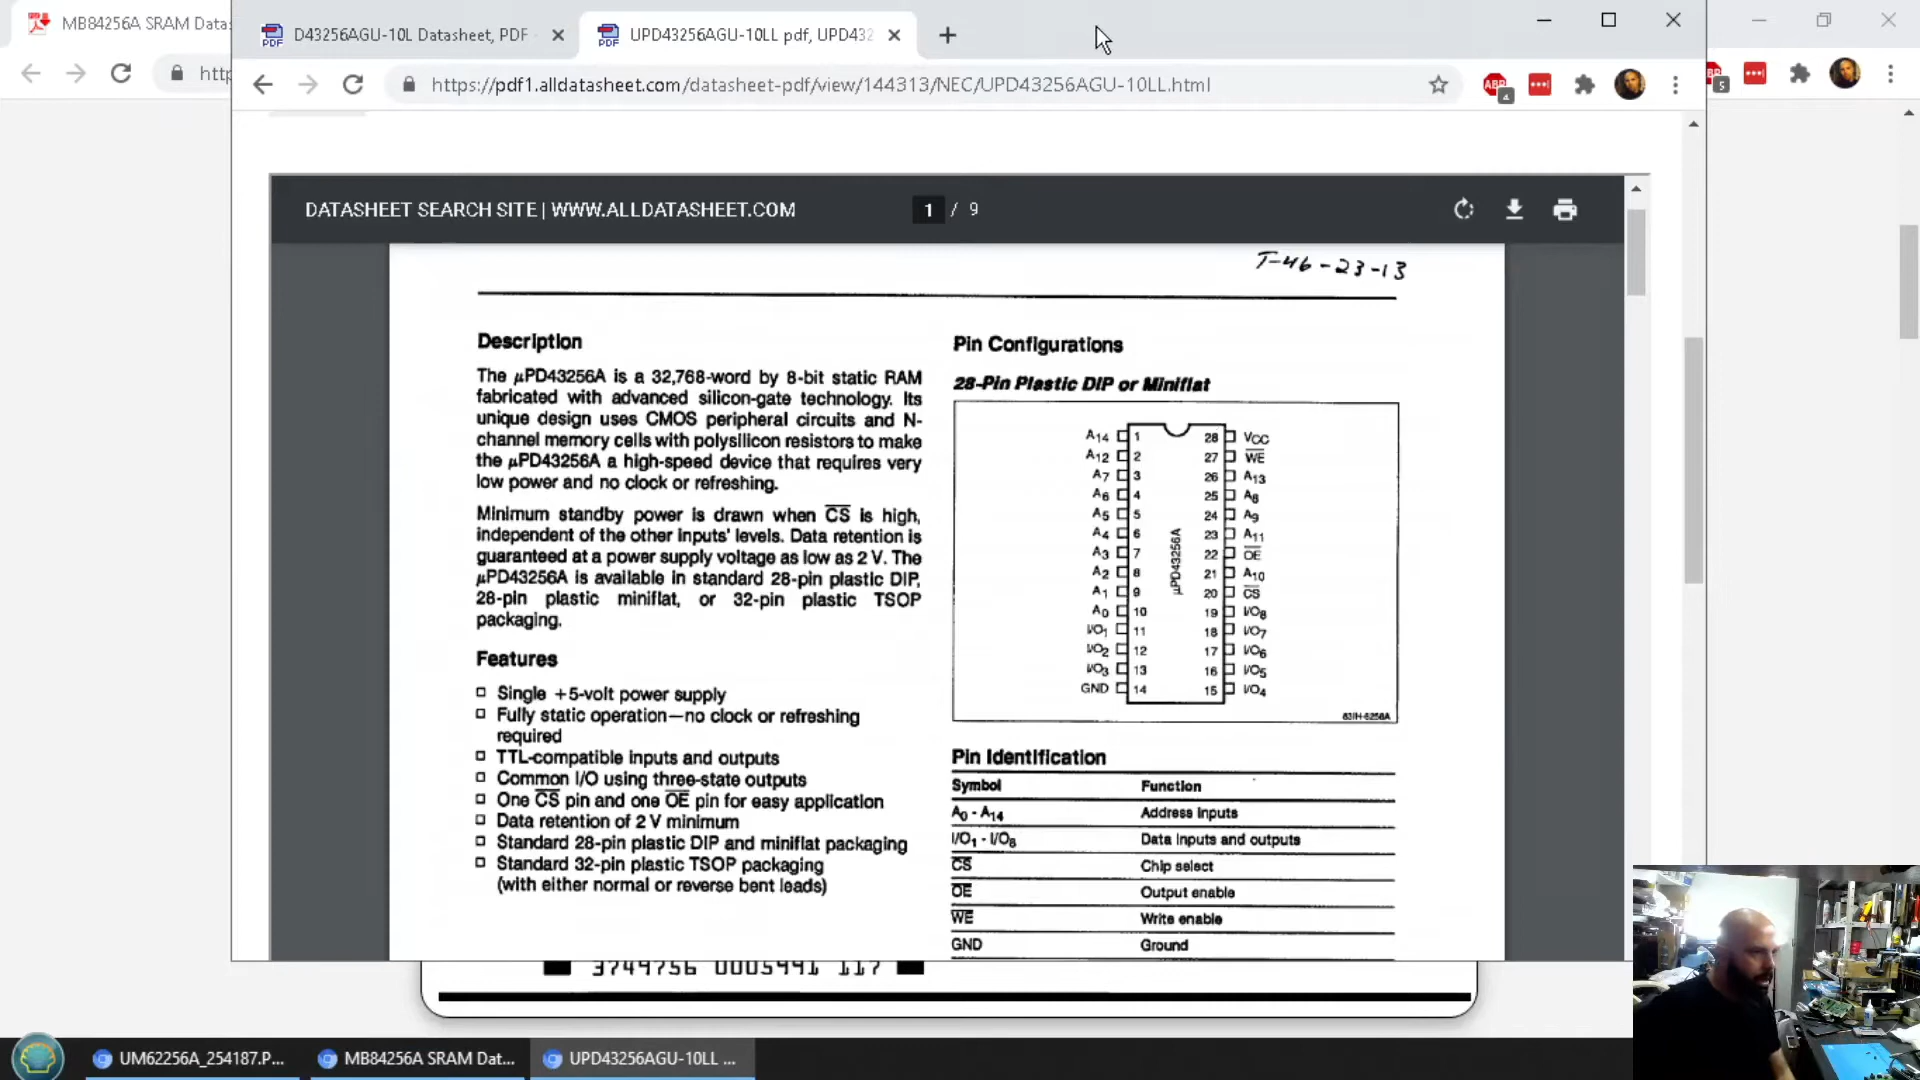 MB84256A SRAM Data
D43256AGU-10L Datasheet, PDF
UPD43256AGU-10LL pdf, UPD432
http
https://pdf1.alldatasheet.com/datasheet-pdf/view/144313/NEC/UPD43256AGU-10LL.html
ABP
4
5
DATASHEET SEARCH SITE | WWW.ALLDATASHEET.COM
1 / 9
T-46-23-13
Description
The µPD43256A is a 32,768-word by 8-bit static RAM
fabricated with advanced silicon-gate technology. Its
unique design uses CMOS peripheral circuits and N-
channel memory cells with polysilicon resistors to make
the µPD43256A a high-speed device that requires very
low power and no clock or refreshing.
Minimum standby power is drawn when CS is high,
independent of the other inputs' levels. Data retention is
guaranteed at a power supply voltage as low as 2 V. The
µPD43256A is available in standard 28-pin plastic DIP,
28-pin plastic miniflat, or 32-pin plastic TSOP
packaging.
Features
Single +5-volt power supply
Fully static operation—no clock or refreshing
required
TTL-compatible inputs and outputs
Common I/O using three-state outputs
One CS pin and one OE pin for easy application
Data retention of 2 V minimum
Standard 28-pin plastic DIP and miniflat packaging
Standard 32-pin plastic TSOP packaging
(with either normal or reverse bent leads)
Pin Configurations
28-Pin Plastic DIP or Miniflat
A14 1 28 VCC
A12 2 27 WE
A7 3 26 A13
A6 4 25 A8
A5 5 24 A9
A4 6 23 A11
A3 7 22 OE
A2 8 21 A10
A1 9 20 CS
A0 10 19 I/O8
I/O1 11 18 I/O7
I/O2 12 17 I/O6
I/O3 13 16 I/O5
GND 14 15 I/O4
µPD43256A
83IH-6256A
Pin Identification
Symbol Function
A0 - A14 Address inputs
I/O1 - I/O8 Data inputs and outputs
CS Chip select
OE Output enable
WE Write enable
GND Ground
3749756 0005991 117
UM62256A_254187.P...
MB84256A SRAM Dat...
UPD43256AGU-10LL ...